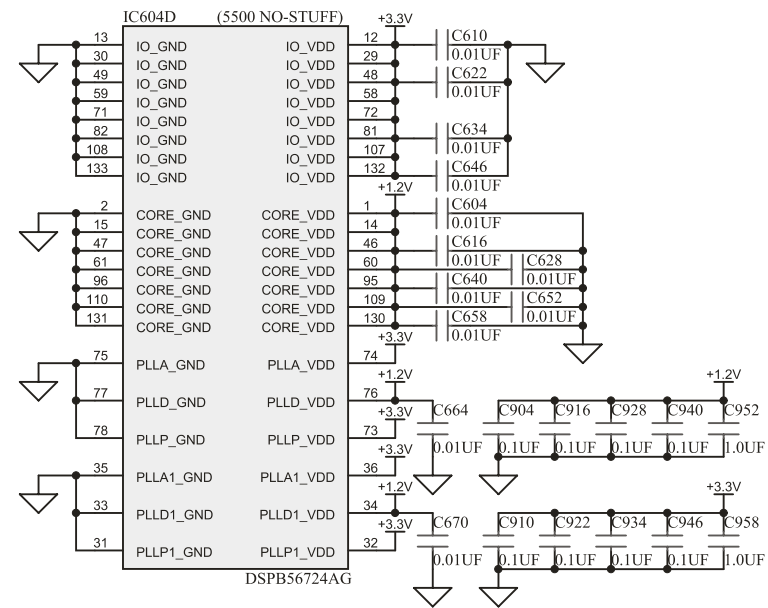 IC604D (5500 NO-STUFF) +3.3V
13 IO_GND IO_VDD 12 C610
30 IO_GND IO_VDD 29 0.01UF
49 IO_GND IO_VDD 48 C622
59 IO_GND IO_VDD 58 0.01UF
71 IO_GND IO_VDD 72
82 IO_GND IO_VDD 81 C634
108 IO_GND IO_VDD 107 0.01UF
133 IO_GND IO_VDD 132 C646
+1.2V 0.01UF
2 CORE_GND CORE_VDD 1 C604
15 CORE_GND CORE_VDD 14 0.01UF
47 CORE_GND CORE_VDD 46 C616
61 CORE_GND CORE_VDD 60 0.01UF C628
96 CORE_GND CORE_VDD 95 C640 0.01UF
110 CORE_GND CORE_VDD 109 0.01UF C652
131 CORE_GND CORE_VDD 130 C658 0.01UF
+3.3V 0.01UF
75 PLLA_GND PLLA_VDD 74
+1.2V +1.2V
77 PLLD_GND PLLD_VDD 76
+3.3V C664 C904 C916 C928 C940 C952
78 PLLP_GND PLLP_VDD 73
+3.3V 0.01UF 0.1UF 0.1UF 0.1UF 0.1UF 1.0UF
35 PLLA1_GND PLLA1_VDD 36
+1.2V +3.3V
33 PLLD1_GND PLLD1_VDD 34
+3.3V C670 C910 C922 C934 C946 C958
31 PLLP1_GND PLLP1_VDD 32
0.01UF 0.1UF 0.1UF 0.1UF 0.1UF 1.0UF
DSPB56724AG